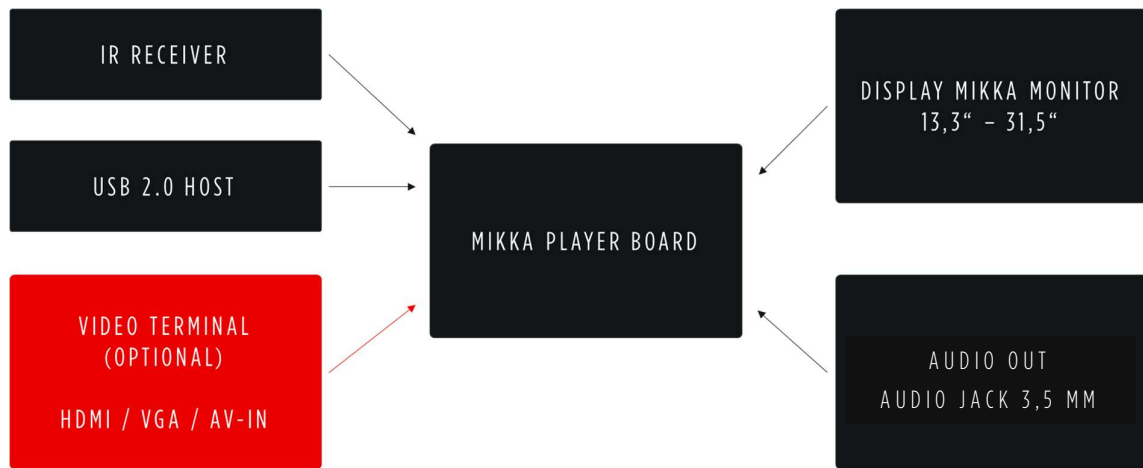 IR RECEIVER
USB 2.0 HOST
VIDEO TERMINAL
(OPTIONAL)
HDMI / VGA / AV-IN
MIKKA PLAYER BOARD
DISPLAY MIKKA MONITOR
13,3“ – 31,5“
AUDIO OUT
AUDIO JACK 3,5 MM